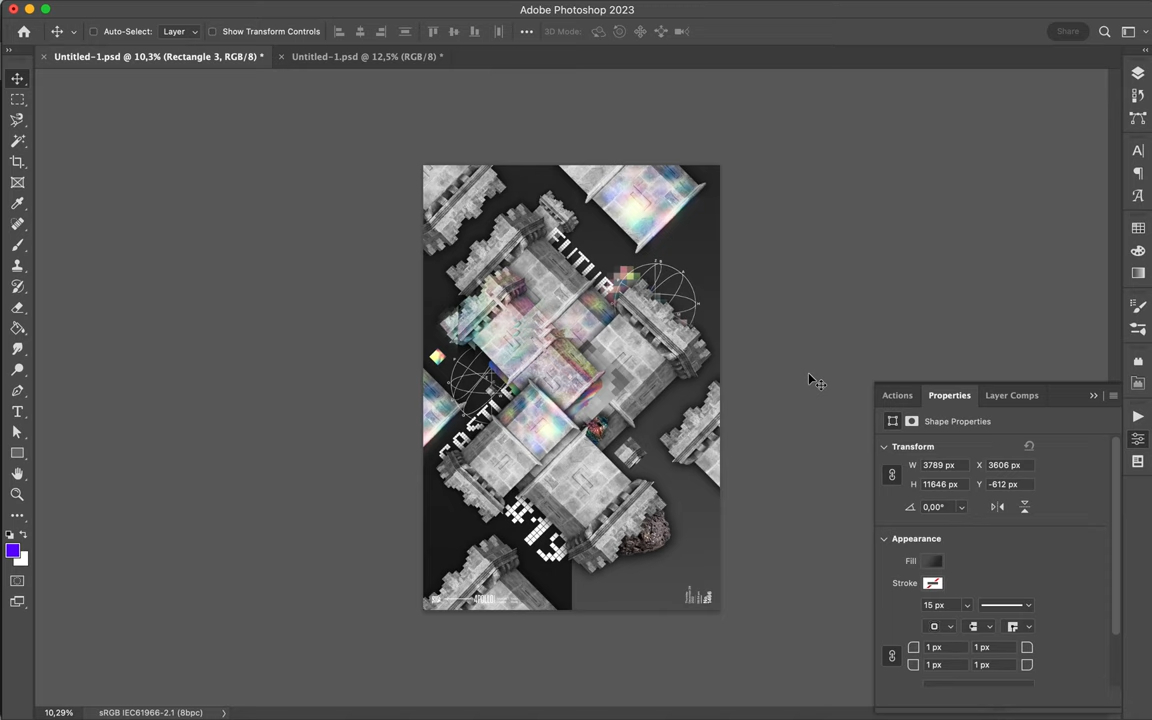 Adobe Photoshop 2023
Auto-Select: Layer Show Transform Controls 3D Mode: Share
Untitled-1.psd @ 10,3% (Rectangle 3, RGB/8) * Untitled-1.psd @ 12,5% (RGB/8) *
#19
Actions Properties Layer Comps
Shape Properties
Transform
W 3789 px X 3606 px
H 11646 px Y -612 px
0,00°
Appearance
Fill
Stroke
15 px
1 px 1 px
1 px 1 px
10,29% sRGB IEC61966-2.1 (8bpc)